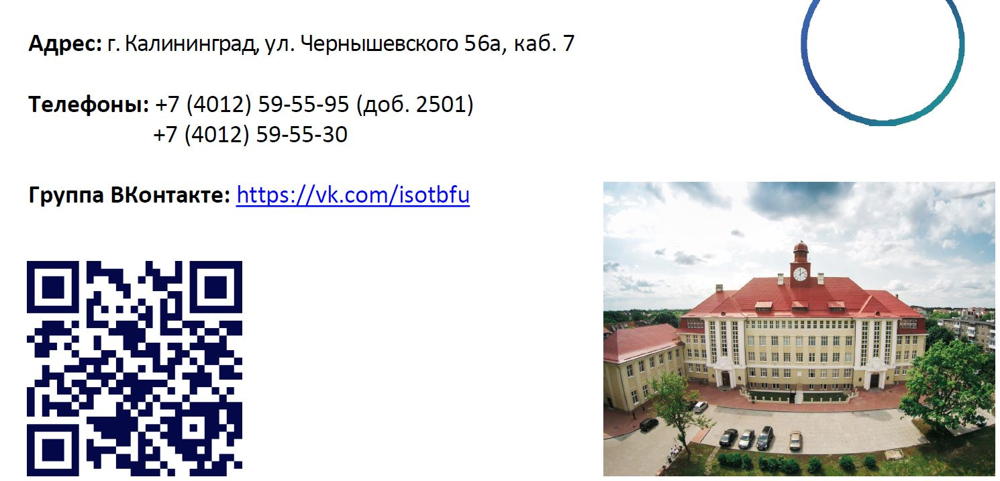 Адрес: г. Калининград, ул. Чернышевского 56а, каб. 7
Телефоны: +7 (4012) 59-55-95 (доб. 2501)
+7 (4012) 59-55-30
Группа ВКонтакте: https://vk.com/isotbfu